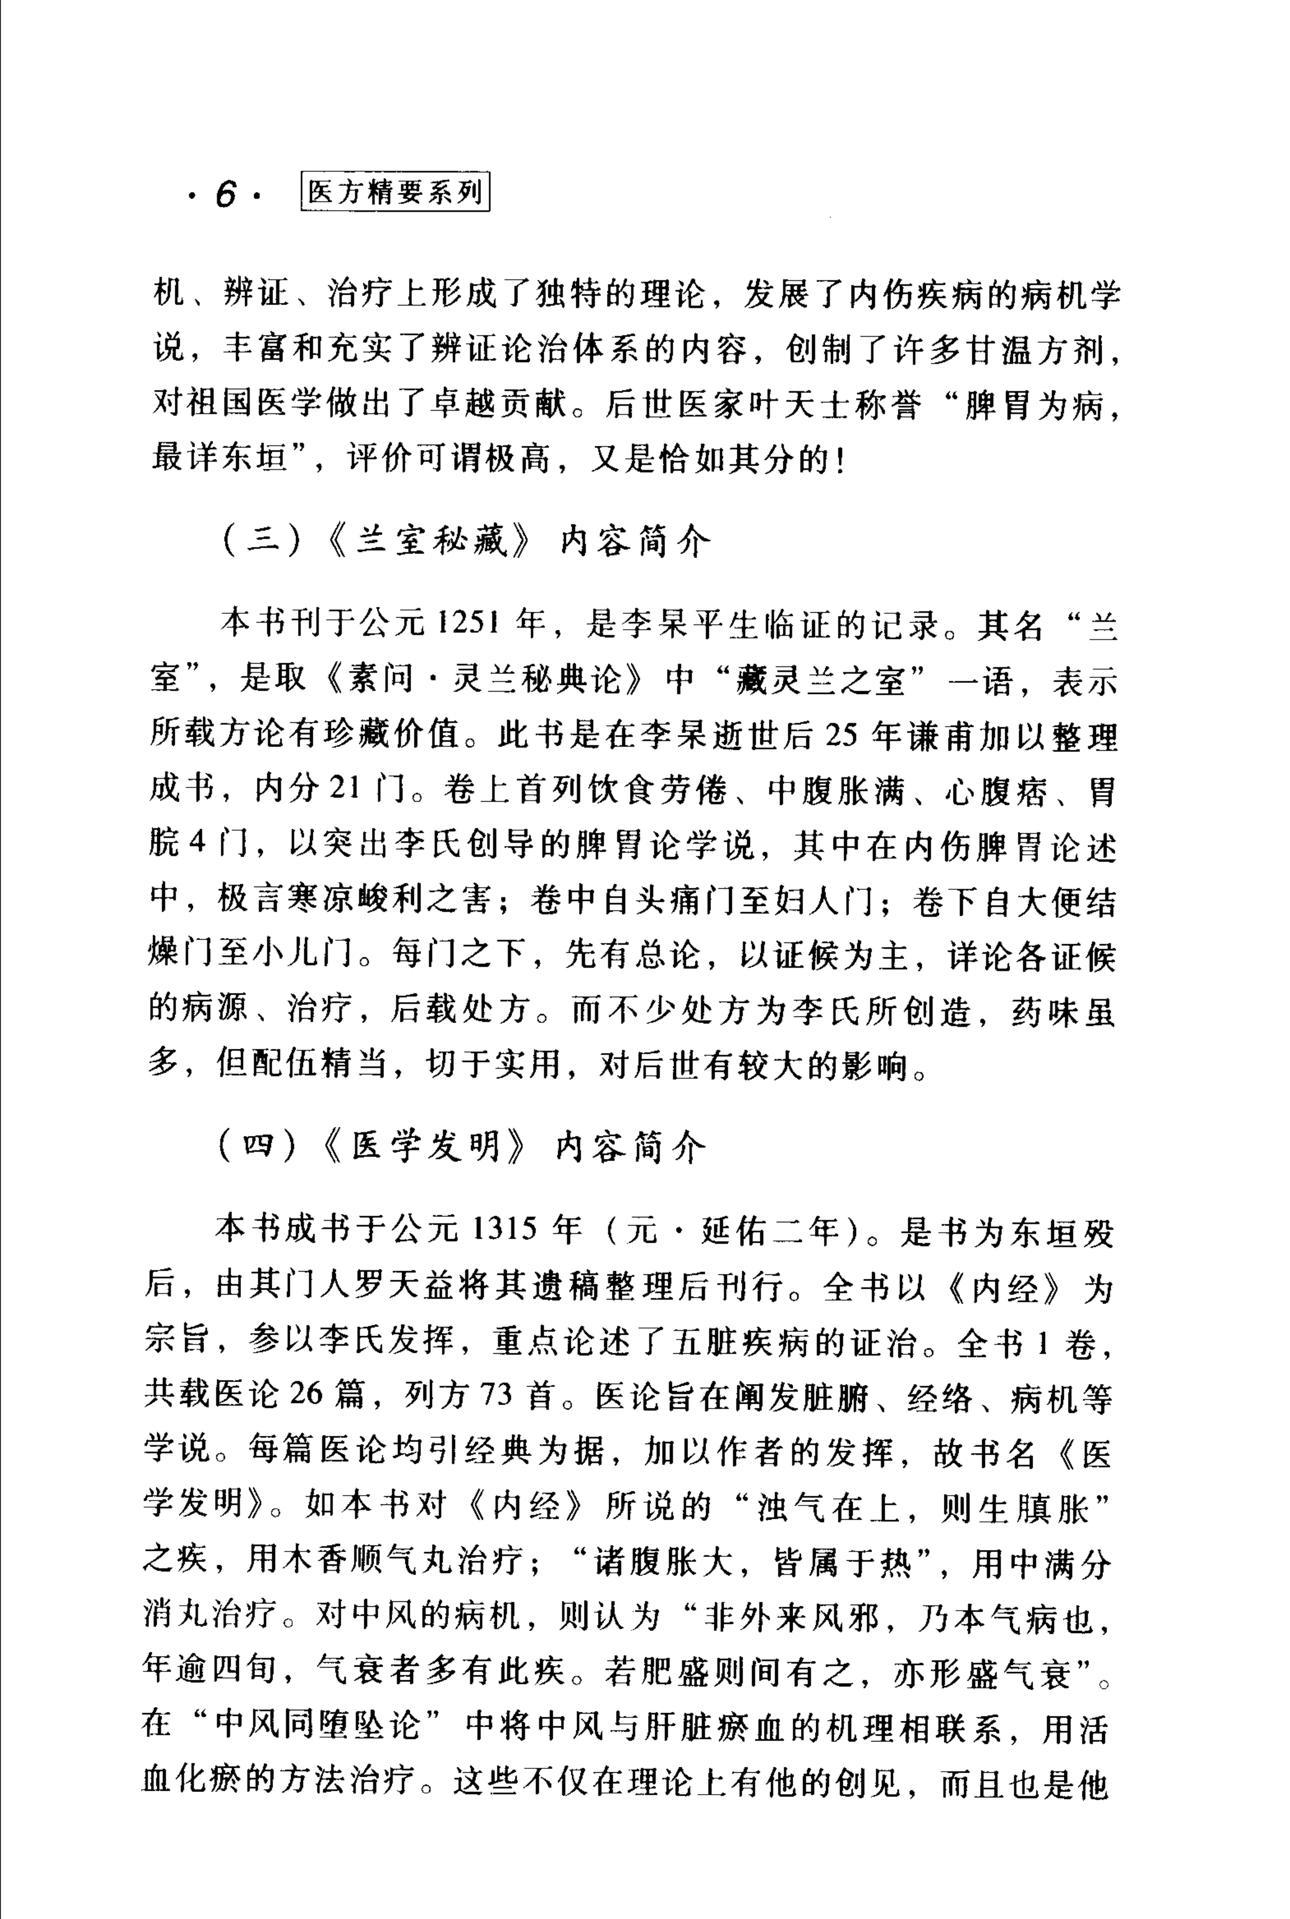 ·6· 医方精要系列
机、辨证、治疗上形成了独特的理论，发展了内伤疾病的病机学
说，丰富和充实了辨证论治体系的内容，创制了许多甘温方剂，
对祖国医学做出了卓越贡献。后世医家叶天士称誉“脾胃为病，
最详东垣”，评价可谓极高，又是恰如其分的！
（三）《兰室秘藏》内容简介
本书刊于公元1251年，是李杲平生临证的记录。其名“兰
室”，是取《素问·灵兰秘典论》中“藏灵兰之室”一语，表示
所载方论有珍藏价值。此书是在李杲逝世后25年谦甫加以整理
成书，内分21门。卷上首列饮食劳倦、中腹胀满、心腹痞、胃
脘4门，以突出李氏创导的脾胃论学说，其中在内伤脾胃论述
中，极言寒凉峻利之害；卷中自头痛门至妇人门；卷下自大便结
燥门至小儿门。每门之下，先有总论，以证候为主，详论各证候
的病源、治疗，后载处方。而不少处方为李氏所创造，药味虽
多，但配伍精当，切于实用，对后世有较大的影响。
（四）《医学发明》内容简介
本书成书于公元1315年（元·延佑二年）。是书为东垣殁
后，由其门人罗天益将其遗稿整理后刊行。全书以《内经》为
宗旨，参以李氏发挥，重点论述了五脏疾病的证治。全书1卷，
共载医论26篇，列方73首。医论旨在阐发脏腑、经络、病机等
学说。每篇医论均引经典为据，加以作者的发挥，故书名《医
学发明》。如本书对《内经》所说的“浊气在上，则生䐜胀”
之疾，用木香顺气丸治疗；“诸腹胀大，皆属于热”，用中满分
消丸治疗。对中风的病机，则认为“非外来风邪，乃本气病也，
年逾四旬，气衰者多有此疾。若肥盛则间有之，亦形盛气衰”。
在“中风同堕坠论”中将中风与肝脏瘀血的机理相联系，用活
血化瘀的方法治疗。这些不仅在理论上有他的创见，而且也是他